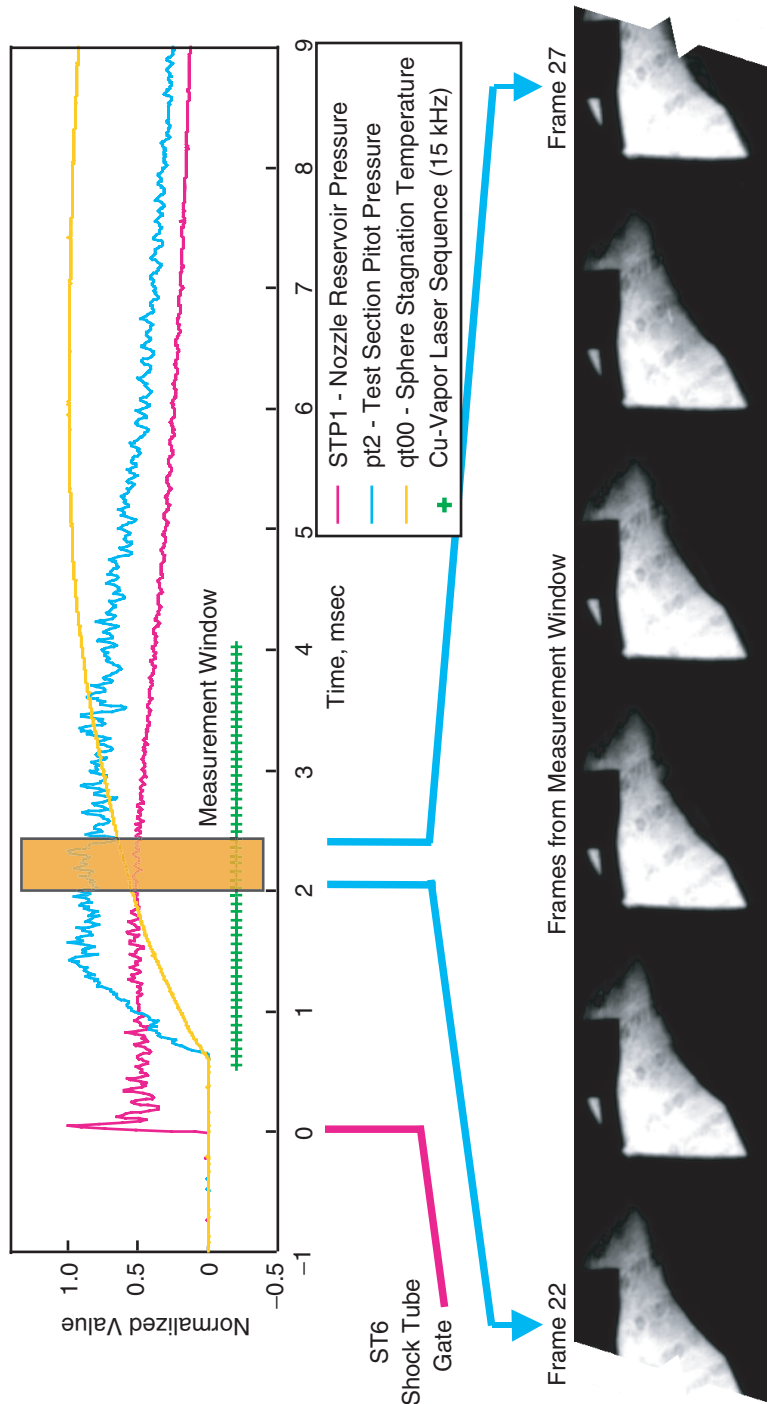 Normalized Value
1.0
0.5
0
−0.5
−1
0
1
2
3
4
5
6
7
8
9
Time, msec
Measurement Window
STP1 - Nozzle Reservoir Pressure
pt2 - Test Section Pitot Pressure
qt00 - Sphere Stagnation Temperature
Cu-Vapor Laser Sequence (15 kHz)
ST6
Shock Tube
Gate
Frame 22
Frames from Measurement Window
Frame 27